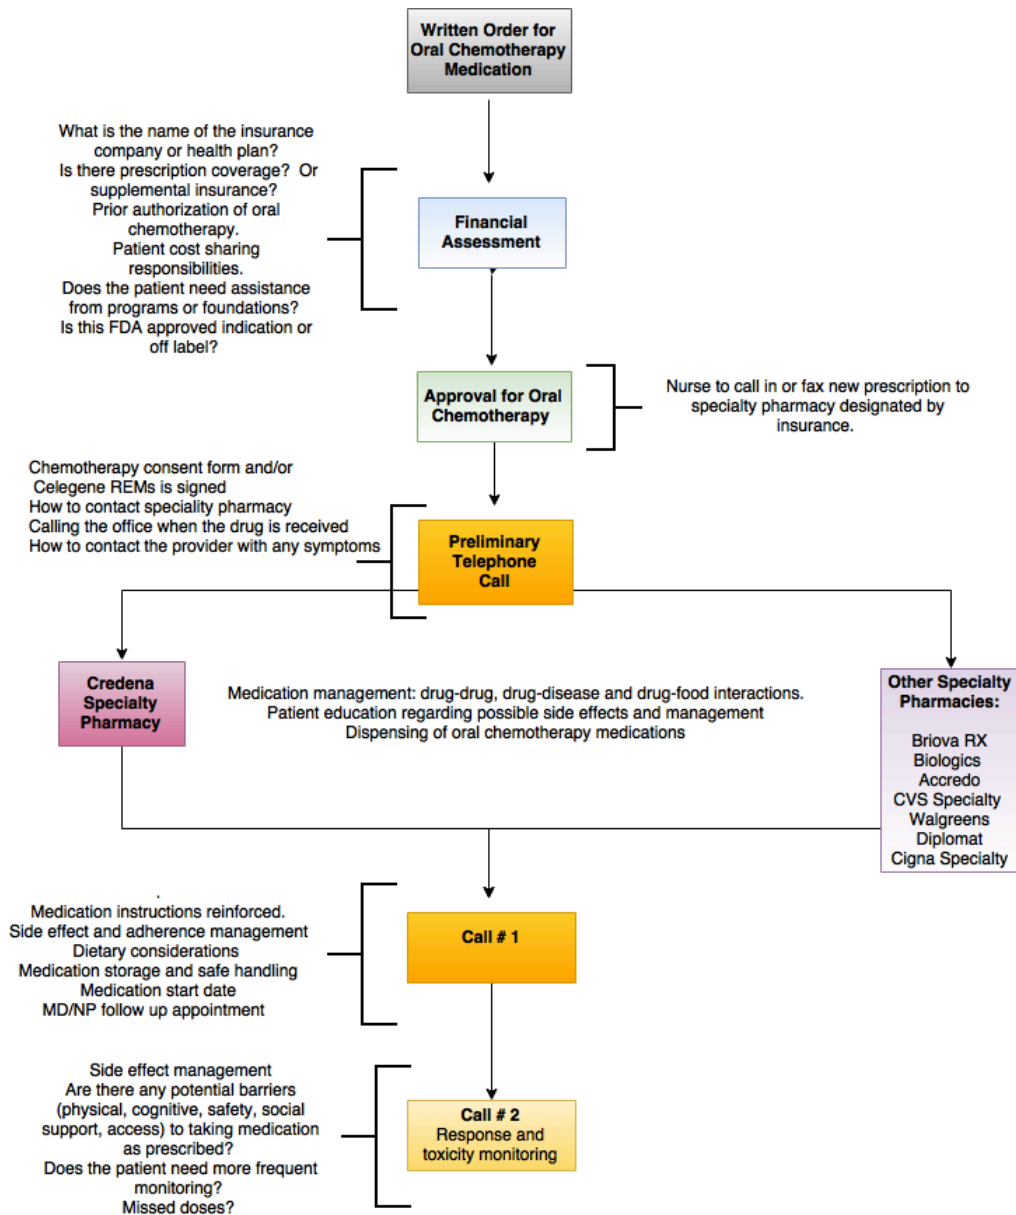 Written Order for
Oral Chemotherapy
Medication
What is the name of the insurance
company or health plan?
Is there prescription coverage? Or
supplemental insurance?
Prior authorization of oral
chemotherapy.
Patient cost sharing
responsibilities.
Does the patient need assistance
from programs or foundations?
Is this FDA approved indication or
off label?
Financial
Assessment
Approval for Oral
Chemotherapy
Nurse to call in or fax new prescription to
specialty pharmacy designated by
insurance.
Chemotherapy consent form and/or
Celegene REMs is signed
How to contact speciality pharmacy
Calling the office when the drug is received
How to contact the provider with any symptoms
Preliminary
Telephone
Call
Credena
Specialty
Pharmacy
Medication management: drug-drug, drug-disease and drug-food interactions.
Patient education regarding possible side effects and management
Dispensing of oral chemotherapy medications
Other Specialty
Pharmacies:
Briova RX
Biologics
Accredo
CVS Specialty
Walgreens
Diplomat
Cigna Specialty
.
Medication instructions reinforced.
Side effect and adherence management
Dietary considerations
Medication storage and safe handling
Medication start date
MD/NP follow up appointment
Call # 1
Side effect management
Are there any potential barriers
(physical, cognitive, safety, social
support, access) to taking medication
as prescribed?
Does the patient need more frequent
monitoring?
Missed doses?
Call # 2
Response and
toxicity monitoring